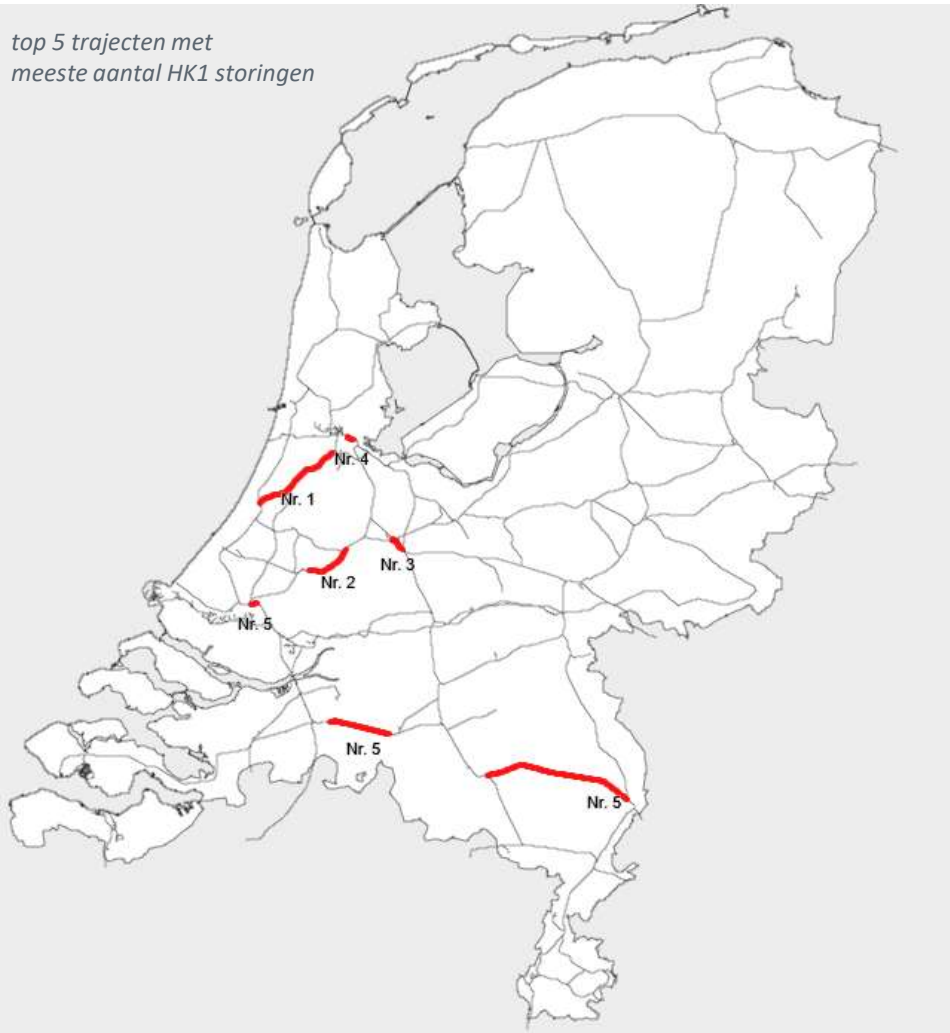 top 5 trajecten met
meeste aantal HK1 storingen
Nr. 4
Nr. 1
Nr. 3
Nr. 2
Nr. 5
Nr. 5
Nr. 5